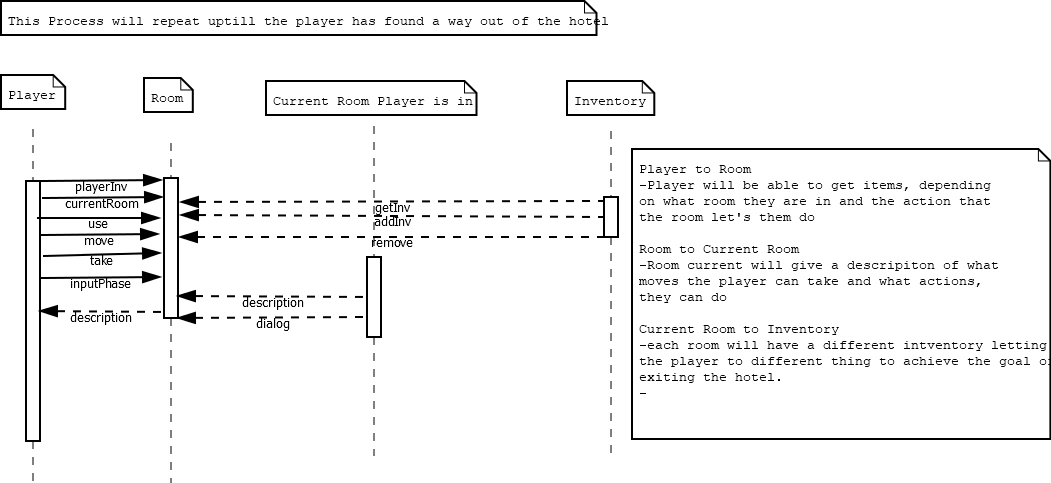 This Process will repeat uptill the player has found a way out of the hotel
Player
Room
Current Room Player is in
Inventory
playerInv
currentRoom
use
move
take
inputPhase
description
getInv
addInv
remove
description
dialog
Player to Room
-Player will be able to get items, depending
on what room they are in and the action that
the room let's them do
Room to Current Room
-Room current will give a descripiton of what
moves the player can take and what actions,
they can do
Current Room to Inventory
-each room will have a different intventory letting
the player to different thing to achieve the goal of
exiting the hotel.
-